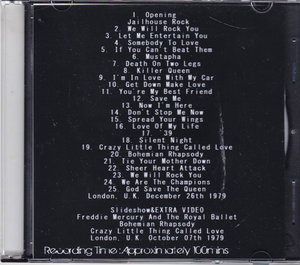 1. Opening
Jailhouse Rock
2. We Will Rock You
3. Let Me Entertain You
4. Somebody To Love
5. If You Can't Beat Them
6. Mustapha
7. Death On Two Legs
8. Killer Queen
9. I'm In Love With My Car
10. Get Down Make Love
11. You're My Best Friend
12 Save Me
13. Now I'm Here
14. Don't Stop Me Now
15. Spread Your Wings
16. Love Of My Life
17. '39
18. Silent Night
19. Crazy Little Thing Called Love
20. Bohemian Rhapsody
21. Tie Your Mother Down
22. Sheer Heart Attack
23. We Will Rock You
24. We Are The Champions
25. God Save The Queen
London, U.K. December 26th 1979
Slideshow&EXTRA VIDEO
Freddie Mercury And The Royal Ballet
Bohemian Rhapsody
Crazy Little Thing Called Love
London, U.K. October 07th 1979
Recording Time:Approximately 100mins